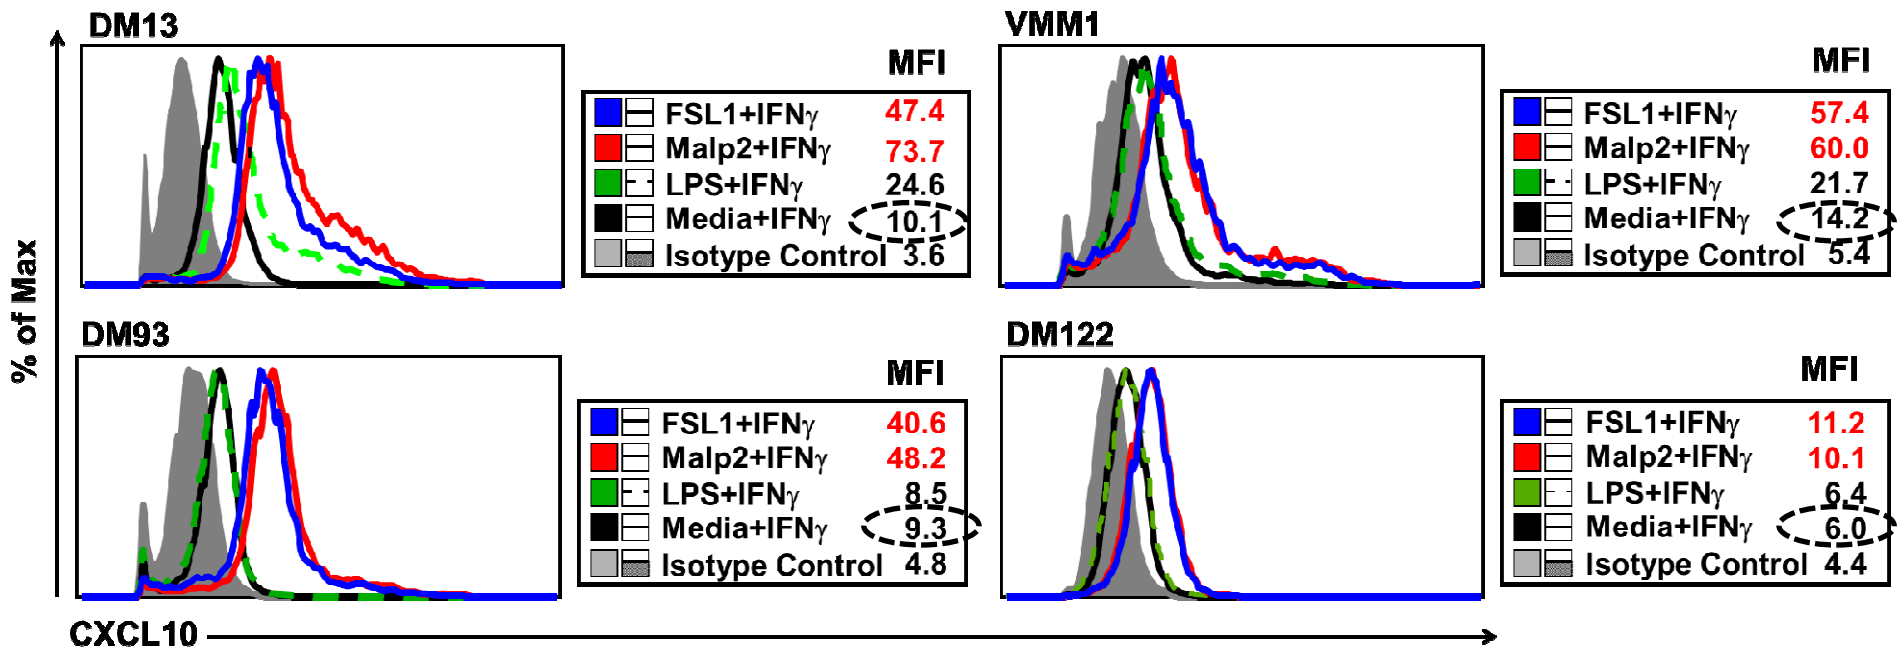 DM13
MFI
FSL1+IFNγ 47.4
Malp2+IFNγ 73.7
LPS+IFNγ 24.6
Media+IFNγ 10.1
Isotype Control 3.6
VMM1
MFI
FSL1+IFNγ 57.4
Malp2+IFNγ 60.0
LPS+IFNγ 21.7
Media+IFNγ 14.2
Isotype Control 5.4
DM93
MFI
FSL1+IFNγ 40.6
Malp2+IFNγ 48.2
LPS+IFNγ 8.5
Media+IFNγ 9.3
Isotype Control 4.8
DM122
MFI
FSL1+IFNγ 11.2
Malp2+IFNγ 10.1
LPS+IFNγ 6.4
Media+IFNγ 6.0
Isotype Control 4.4
% of Max
CXCL10